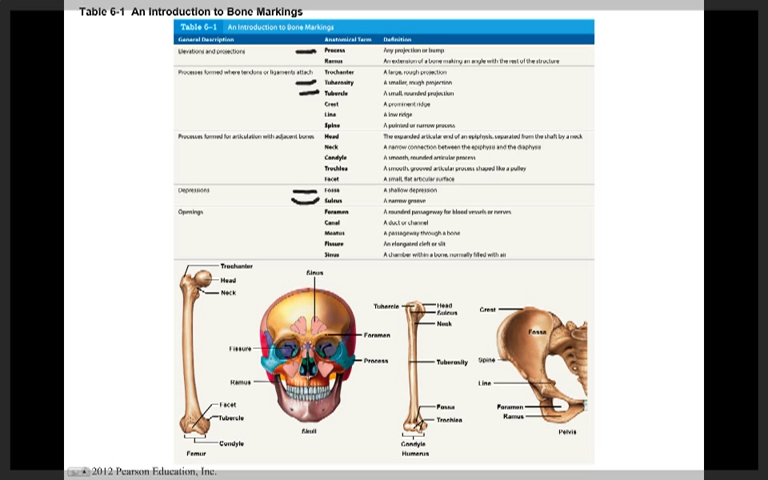 Table 6-1 An Introduction to Bone Markings
Table 6–1 An Introduction to Bone Markings
General Description Anatomical Term Definition
Elevations and projections Process Any projection or bump
Ramus An extension of a bone making an angle with the rest of the structure
Processes formed where tendons or ligaments attach Trochanter A large, rough projection
Tuberosity A smaller, rough projection
Tubercle A small, rounded projection
Crest A prominent ridge
Line A low ridge
Spine A pointed or narrow process
Processes formed for articulation with adjacent bones Head The expanded articular end of an epiphysis, separated from the shaft by a neck
Neck A narrow connection between the epiphysis and the diaphysis
Condyle A smooth, rounded articular process
Trochlea A smooth, grooved articular process shaped like a pulley
Facet A small, flat articular surface
Depressions Fossa A shallow depression
Sulcus A narrow groove
Openings Foramen A rounded passageway for blood vessels or nerves
Canal A duct or channel
Meatus A passageway through a bone
Fissure An elongated cleft or slit
Sinus A chamber within a bone, normally filled with air
Trochanter
Head
Neck
Facet
Tubercle
Condyle
Femur
Sinus
Foramen
Fissure
Process
Ramus
Skull
Tubercle
Head
Sulcus
Neck
Tuberosity
Fossa
Trochlea
Condyle
Humerus
Crest
Fossa
Spine
Line
Foramen
Ramus
Pelvis
2012 Pearson Education, Inc.